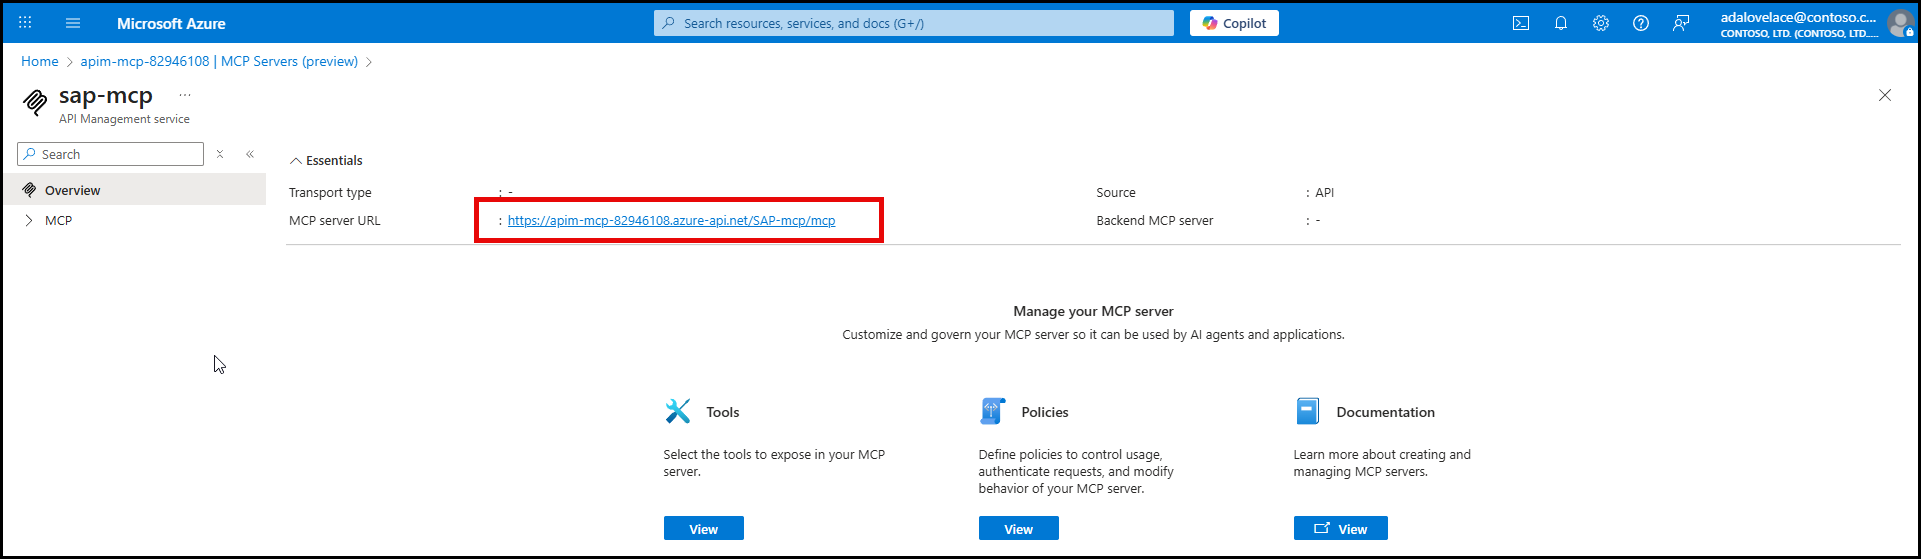 Microsoft Azure
Search resources, services, and docs (G+/)
Copilot
adalovelace@contoso.c...
CONTOSO, LTD. (CONTOSO, LTD....
Home > apim-mcp-82946108 | MCP Servers (preview) >
sap-mcp ...
API Management service
Search
Overview
MCP
Essentials
Transport type : -
MCP server URL : https://apim-mcp-82946108.azure-api.net/SAP-mcp/mcp
Source : API
Backend MCP server : -
Manage your MCP server
Customize and govern your MCP server so it can be used by AI agents and applications.
Tools
Select the tools to expose in your MCP
server.
View
Policies
Define policies to control usage,
authenticate requests, and modify
behavior of your MCP server.
View
Documentation
Learn more about creating and
managing MCP servers.
View